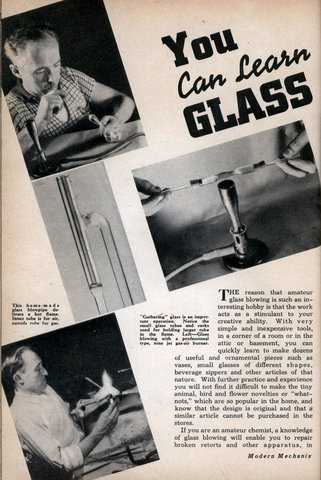 You
Can Learn
GLASS
This home-made
glass blowpipe de-
livers a hot flame.
Inner tube is for air,
outside tube for gas.
"Gathering" glass is an impor-
tant operation. Notice the
small glass tubes and corks
used for holding larger tube
in the flame. Left—Glass
blowing with a professional
type, nine jet gas-air burner.
THE reason that amateur
glass blowing is such an in-
teresting hobby is that the work
acts as a stimulant to your
creative ability. With very
simple and inexpensive tools,
in a corner of a room or in the
attic or basement, you can
quickly learn to make dozens
of useful and ornamental pieces such as
vases, small glasses of different shapes,
beverage sippers and other articles of that
nature. With further practice and experience
you will not find it difficult to make the tiny
animal, bird and flower novelties or "what-
nots," which are so popular in the home, and
know that the design is original and that a
similar article cannot be purchased in the
stores.
If you are an amateur chemist, a knowledge
of glass blowing will enable you to repair
broken retorts and other apparatus, in
Modern Mechanix